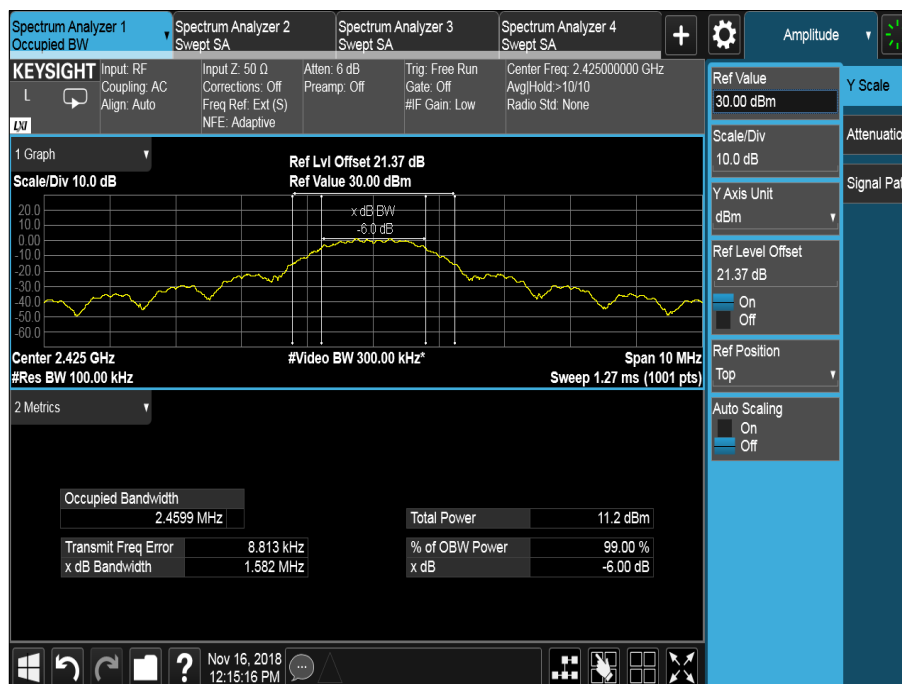 Spectrum Analyzer 1
Occupied BW
Spectrum Analyzer 2
Swept SA
Spectrum Analyzer 3
Swept SA
Spectrum Analyzer 4
Swept SA
+
Amplitude
KEYSIGHT
L
LXI
Input: RF
Coupling: AC
Align: Auto
Input Z: 50 Ω
Corrections: Off
Freq Ref: Ext (S)
NFE: Adaptive
Atten: 6 dB
Preamp: Off
Trig: Free Run
Gate: Off
#IF Gain: Low
Center Freq: 2.425000000 GHz
Avg|Hold:>10/10
Radio Std: None
1 Graph
Scale/Div 10.0 dB
Ref Lvl Offset 21.37 dB
Ref Value 30.00 dBm
x dB BW
-6.0 dB
20.0
10.0
0.00
-10.0
-20.0
-30.0
-40.0
-50.0
-60.0
Center 2.425 GHz
#Res BW 100.00 kHz
#Video BW 300.00 kHz*
Span 10 MHz
Sweep 1.27 ms (1001 pts)
2 Metrics
Occupied Bandwidth
2.4599 MHz
Transmit Freq Error 8.813 kHz
x dB Bandwidth 1.582 MHz
Total Power 11.2 dBm
% of OBW Power 99.00 %
x dB -6.00 dB
Ref Value
30.00 dBm
Scale/Div
10.0 dB
Y Axis Unit
dBm
Ref Level Offset
21.37 dB
On
Off
Ref Position
Top
Auto Scaling
On
Off
Y Scale
Attenuatio
Signal Pat
?
Nov 16, 2018
12:15:16 PM
...